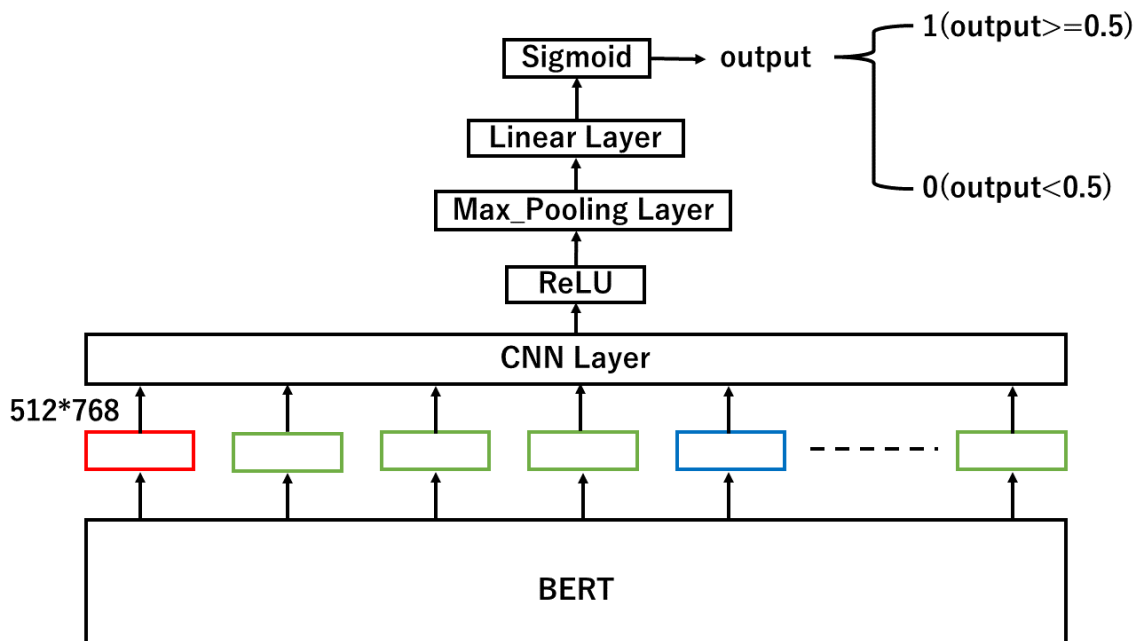 1(output>=0.5)
Sigmoid
output
Linear Layer
0(output<0.5)
Max_Pooling Layer
ReLU
CNN Layer
512*768
BERT